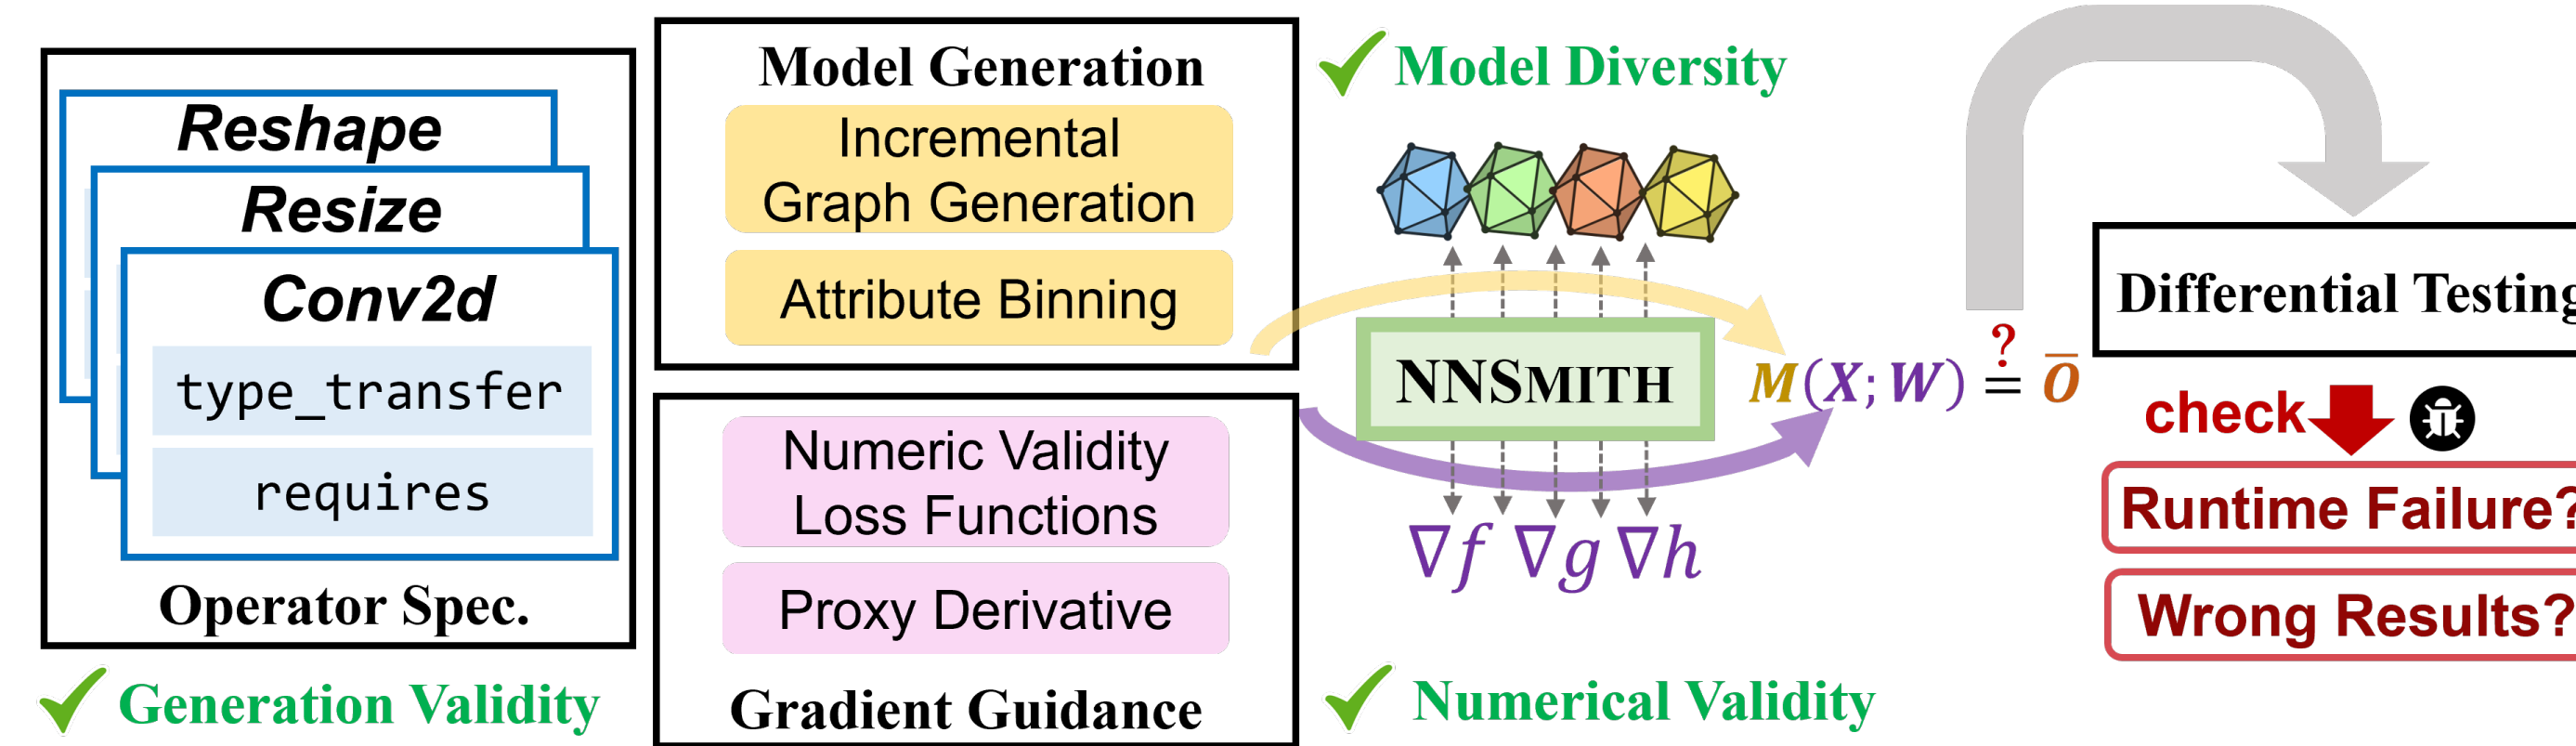 Reshape
Resize
Conv2d
type_transfer
requires
Operator Spec.
Generation Validity
Model Generation
Incremental
Graph Generation
Attribute Binning
Numeric Validity
Loss Functions
Proxy Derivative
Gradient Guidance
Model Diversity
NNSMITH
∇f ∇g ∇h
Numerical Validity
M(X; W) ≟ O̅
Differential Testing
check
Runtime Failure?
Wrong Results?